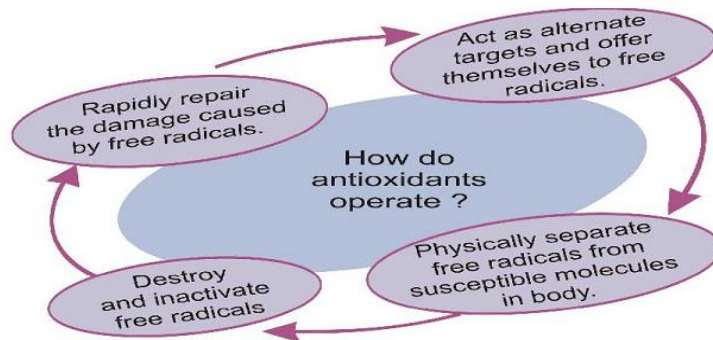 Act as alternate
targets and offer
themselves to free
radicals.
Rapidly repair
the damage caused
by free radicals.
How do
antioxidants
operate ?
Physically separate
free radicals from
susceptible molecules
in body.
Destroy
and inactivate
free radicals